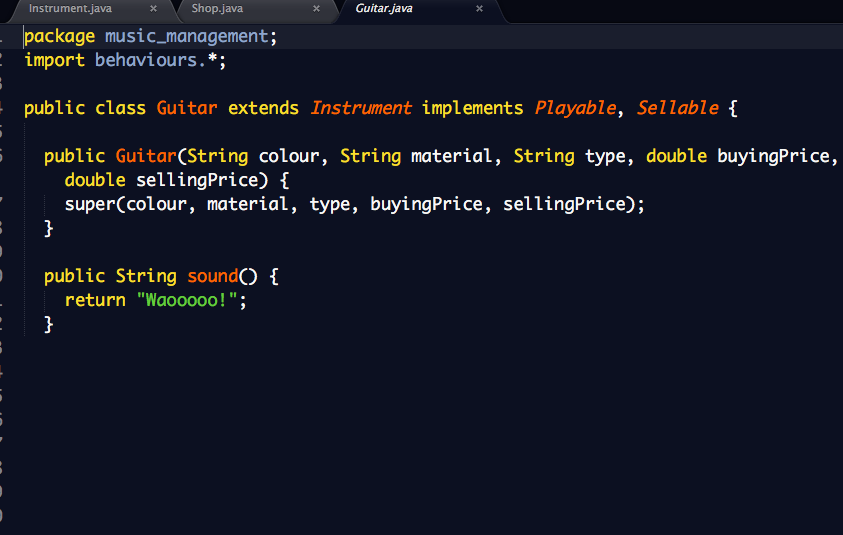 Instrument.java × Shop.java × Guitar.java ×
package music_management;
import behaviours.*;
public class Guitar extends Instrument implements Playable, Sellable {
public Guitar(String colour, String material, String type, double buyingPrice,
double sellingPrice) {
super(colour, material, type, buyingPrice, sellingPrice);
}
public String sound() {
return "Waooooo!";
}